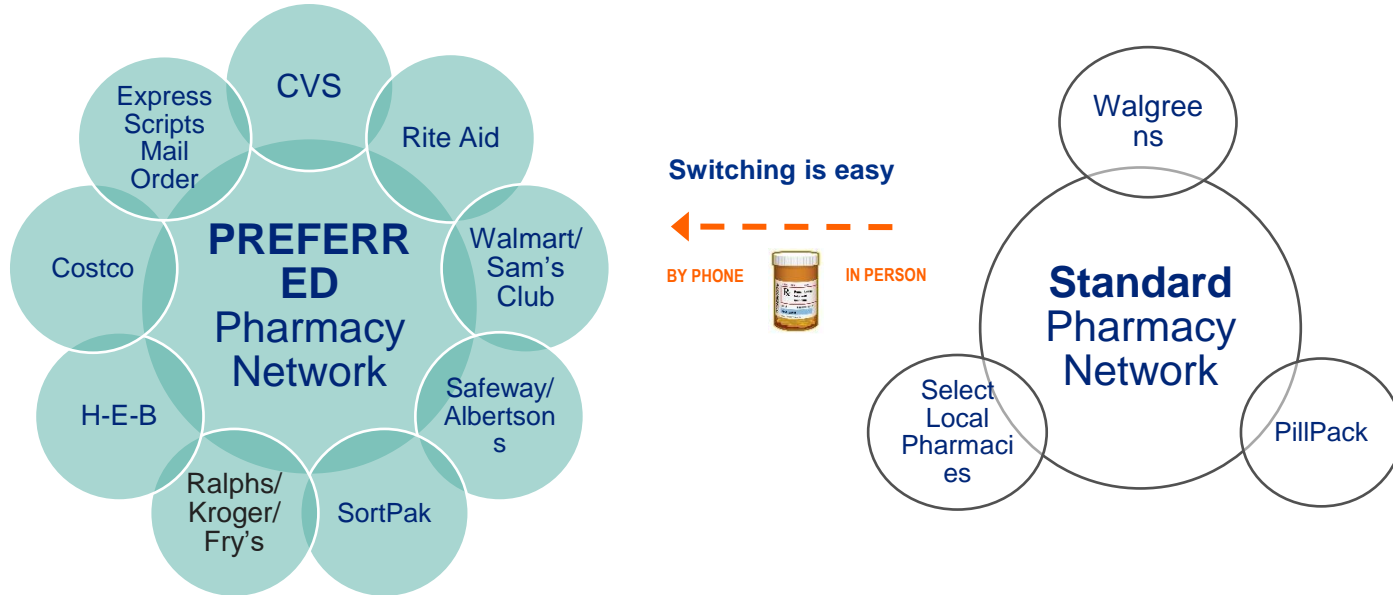 CVS
Rite Aid
Walmart/
Sam’s
Club
Safeway/
Albertson
s
SortPak
Ralphs/
Kroger/
Fry’s
H-E-B
Costco
Express
Scripts
Mail
Order
PREFERR
ED
Pharmacy
Network
Switching is easy
BY PHONE
IN PERSON
Walgree
ns
Standard
Pharmacy
Network
Select
Local
Pharmaci
es
PillPack